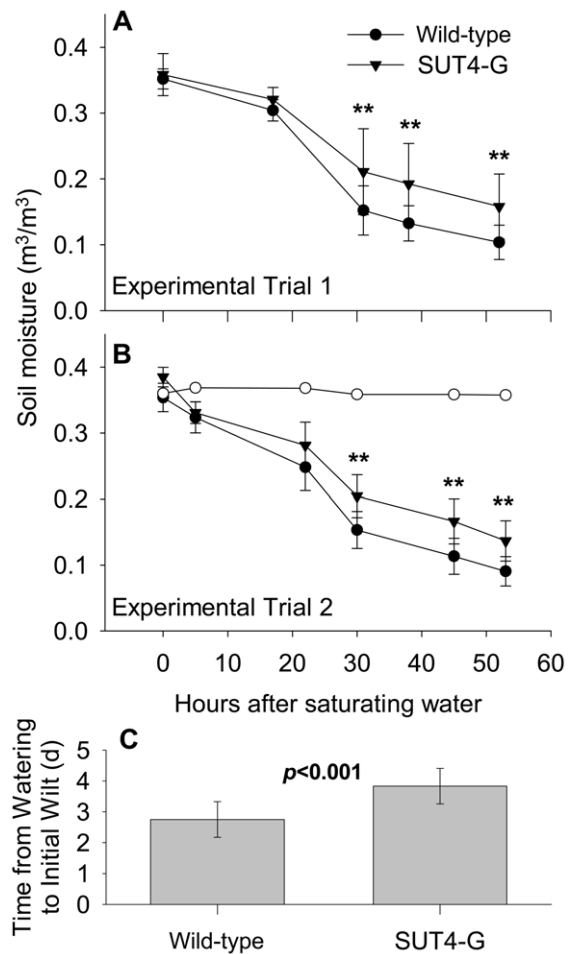 A
Wild-type
SUT4-G
0.4
0.3
0.2
0.1
0.0
** ** **
Experimental Trial 1
Soil moisture (m³/m³)
B
0.4
0.3
0.2
0.1
0.0
** ** **
Experimental Trial 2
0 10 20 30 40 50 60
Hours after saturating water
C
Time from Watering
to Initial Wilt (d)
5
4
3
2
1
0
p<0.001
Wild-type SUT4-G